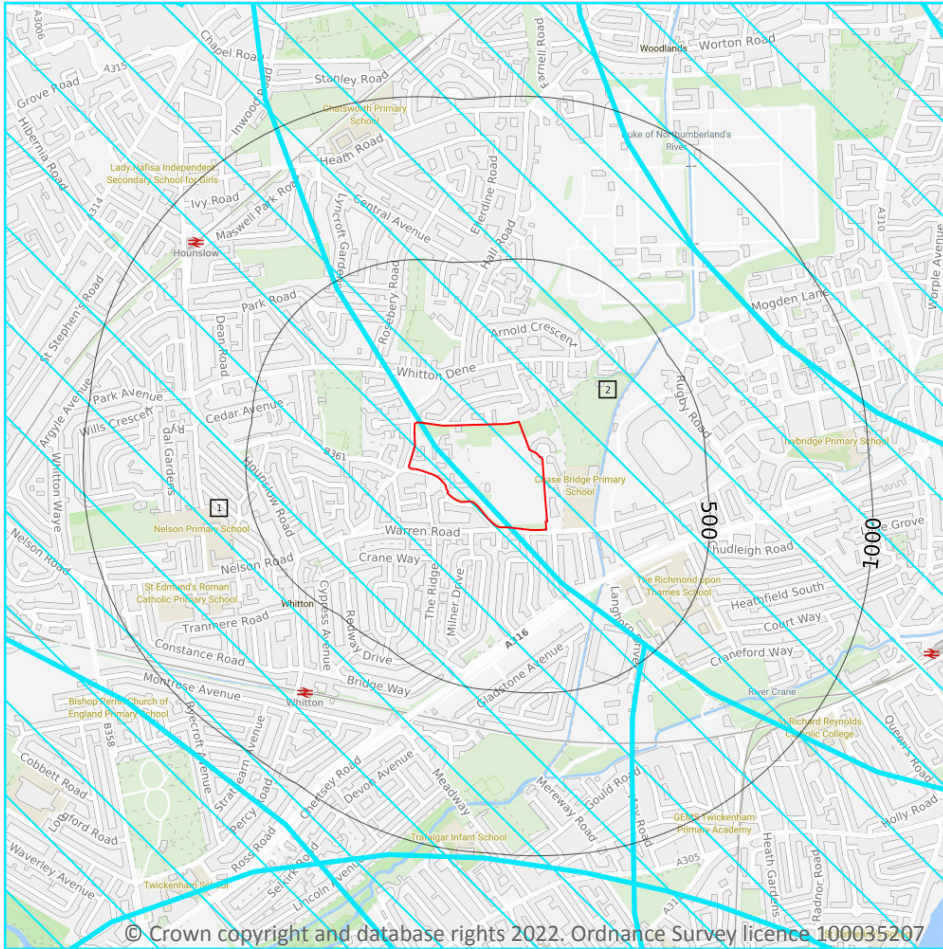 A3006
Chapel Road
Woodlands
Worton Road
A315
Stanley Road
Fernell Road
Grove Road
Inwood Road
Chatsworth Primary
School
Duke of Northumberland's
River
Hibernia Road
Heath Road
Lady Nafisa Independent
Secondary School for Girls
Ivy Road
Maswell Park Road
Lyncroft Gardens
Central Avenue
Ellerdine Road
Hall Road
A314
A310
Hounslow
Worple Avenue
St Stephens Road
Park Road
Rosebery Road
Mogden Lane
Dean Road
Arnold Crescent
Whitton Dene
2
Rugby Road
Argyle Avenue
Park Avenue
Wills Crescent
Cedar Avenue
Rydal Gardens
B361
Ivybridge Primary School
Whitton Waye
Hounslow Road
Chase Bridge Primary
School
1
500
1000
Nelson Primary School
Warren Road
Nelson Road
Nelson Road
Crane Way
Chudleigh Road
The Richmond upon
Thames School
St Edmund's Roman
Catholic Primary School
The Ridge
Milner Drive
Langhorn Drive
Heathfield South
Whitton
Cypress Avenue
Redway Drive
Court Way
Tranmere Road
A316
Constance Road
Gladstone Avenue
Craneford Way
Montrose Avenue
Bridge Way
River Crane
Whitton
Bishop Perrin Church of
England Primary School
Ryecroft Avenue
St Richard Reynolds
Catholic College
B358
Strathearn Avenue
Queen's Road
Cobbett Road
Percy Road
Chertsey Road
Devon Avenue
Meadway
Mereway Road
Gould Road
May Road
Holly Road
GEMS Twickenham
Primary Academy
Ross Road
Trafalgar Infant School
Waverley Avenue
Selkirk Road
Lincoln Avenue
A305
Heath Gardens
Radnor Road
Twickenham School
© Crown copyright and database rights 2022. Ordnance Survey licence 100035207